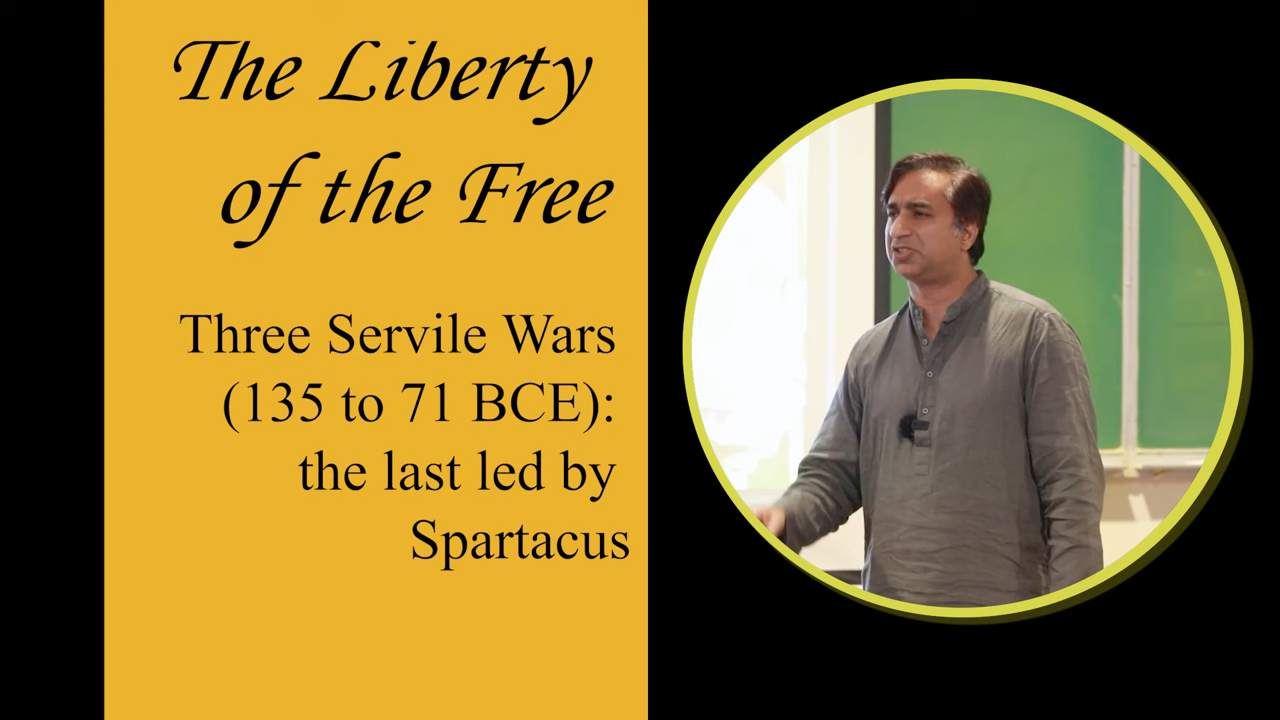 The Liberty
of the Free
Three Servile Wars
(135 to 71 BCE):
the last led by
Spartacus